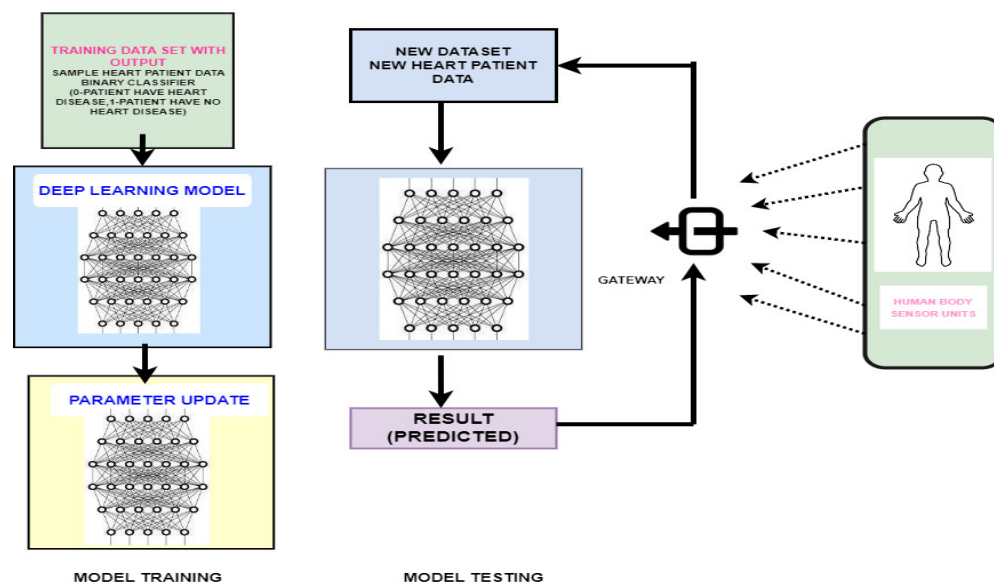 TRAINING DATA SET WITH
OUTPUT
SAMPLE HEART PATIENT DATA
BINARY CLASSIFIER
(0-PATIENT HAVE HEART
DISEASE,1-PATIENT HAVE NO
HEART DISEASE)
DEEP LEARNING MODEL
PARAMETER UPDATE
MODEL TRAINING
NEW DATASET
NEW HEART PATIENT
DATA
RESULT
(PREDICTED)
MODEL TESTING
GATEWAY
HUMAN BODY
SENSOR UNITS